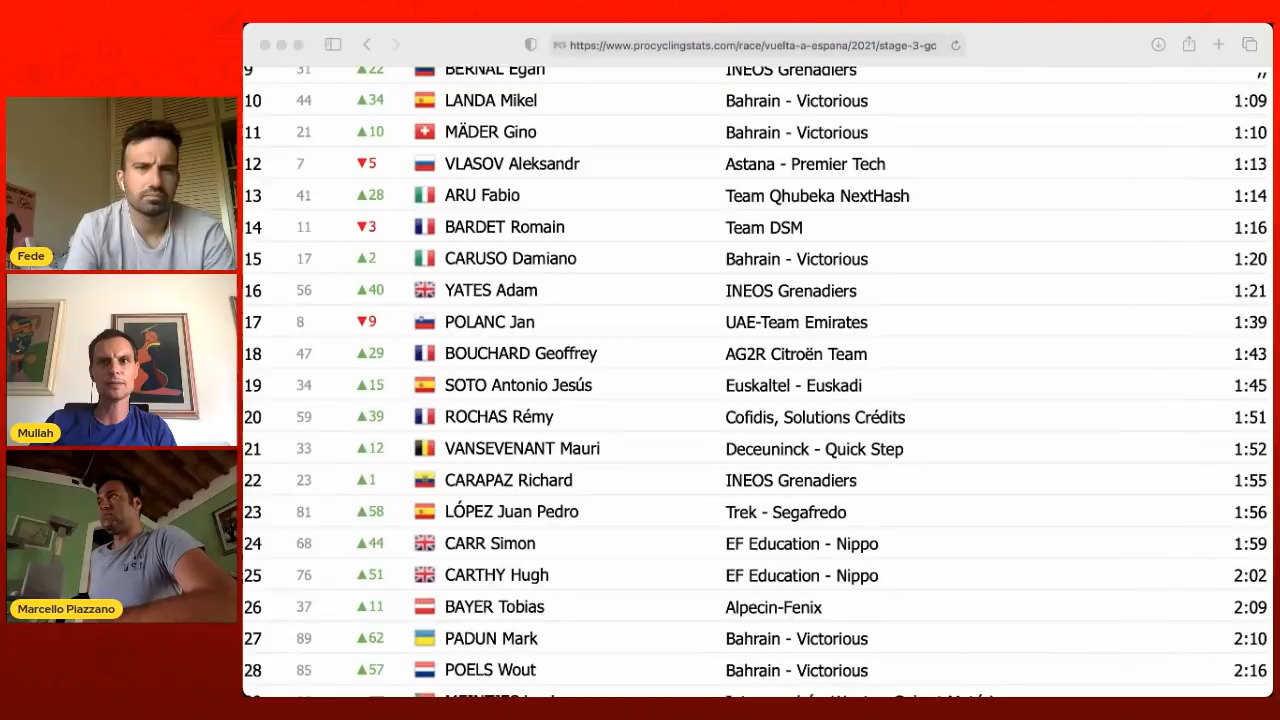 https://www.procyclingstats.com/race/vuelta-a-espana/2021/stage-3-gc
9 31 ▲22 BERNAL Egan INEOS Grenadiers ,,
10 44 ▲34 LANDA Mikel Bahrain - Victorious 1:09
11 21 ▲10 MÄDER Gino Bahrain - Victorious 1:10
12 7 ▼5 VLASOV Aleksandr Astana - Premier Tech 1:13
13 41 ▲28 ARU Fabio Team Qhubeka NextHash 1:14
14 11 ▼3 BARDET Romain Team DSM 1:16
15 17 ▲2 CARUSO Damiano Bahrain - Victorious 1:20
16 56 ▲40 YATES Adam INEOS Grenadiers 1:21
17 8 ▼9 POLANC Jan UAE-Team Emirates 1:39
18 47 ▲29 BOUCHARD Geoffrey AG2R Citroën Team 1:43
19 34 ▲15 SOTO Antonio Jesús Euskaltel - Euskadi 1:45
20 59 ▲39 ROCHAS Rémy Cofidis, Solutions Crédits 1:51
21 33 ▲12 VANSEVENANT Mauri Deceuninck - Quick Step 1:52
22 23 ▲1 CARAPAZ Richard INEOS Grenadiers 1:55
23 81 ▲58 LÓPEZ Juan Pedro Trek - Segafredo 1:56
24 68 ▲44 CARR Simon EF Education - Nippo 1:59
25 76 ▲51 CARTHY Hugh EF Education - Nippo 2:02
26 37 ▲11 BAYER Tobias Alpecin-Fenix 2:09
27 89 ▲62 PADUN Mark Bahrain - Victorious 2:10
28 85 ▲57 POELS Wout Bahrain - Victorious 2:16
Fede
Mullah
Marcello Piazzano